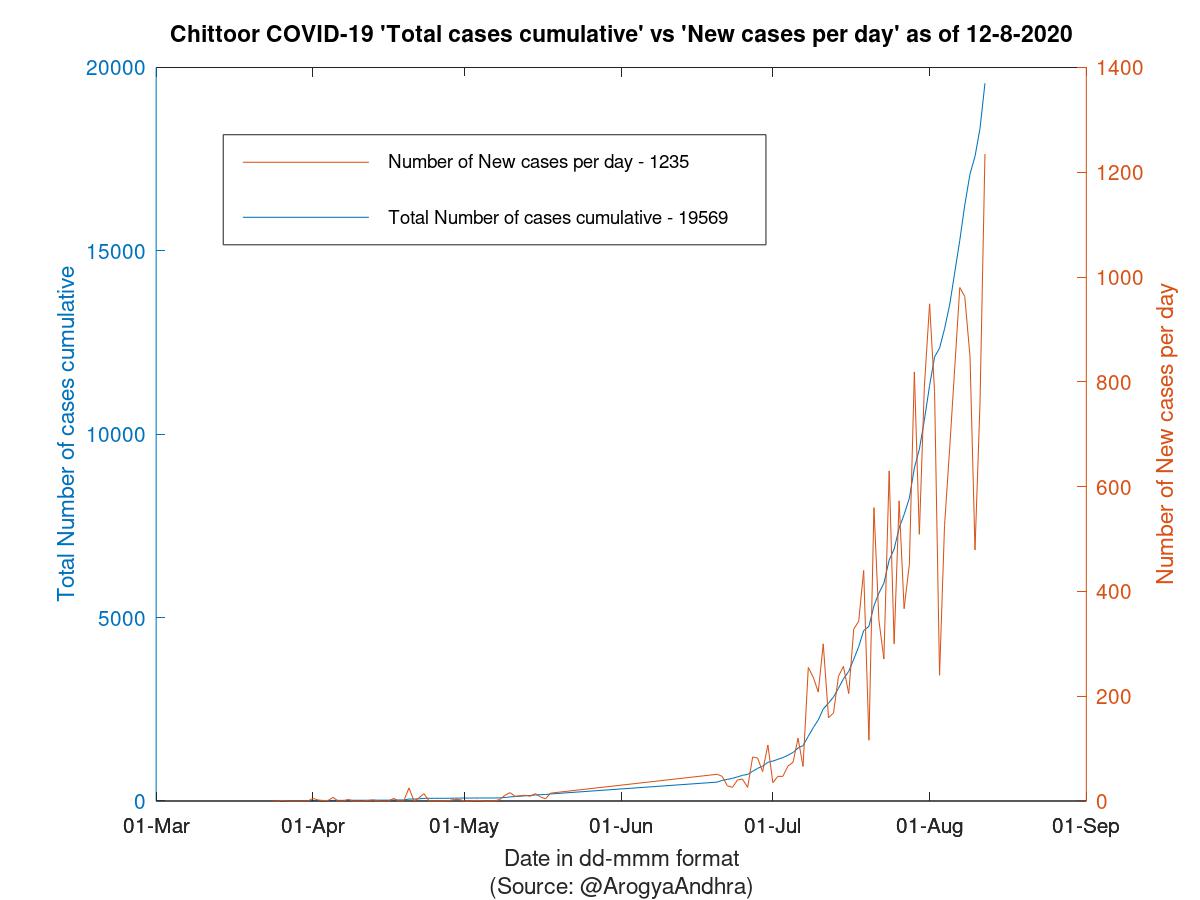 Chittoor COVID-19 'Total cases cumulative' vs 'New cases per day' as of 12-8-2020
20000
15000
10000
5000
0
Total Number of cases cumulative
Number of New cases per day - 1235
Total Number of cases cumulative - 19569
1400
1200
1000
800
600
400
200
0
Number of New cases per day
01-Mar 01-Apr 01-May 01-Jun 01-Jul 01-Aug 01-Sep
Date in dd-mmm format
(Source: @ArogyaAndhra)